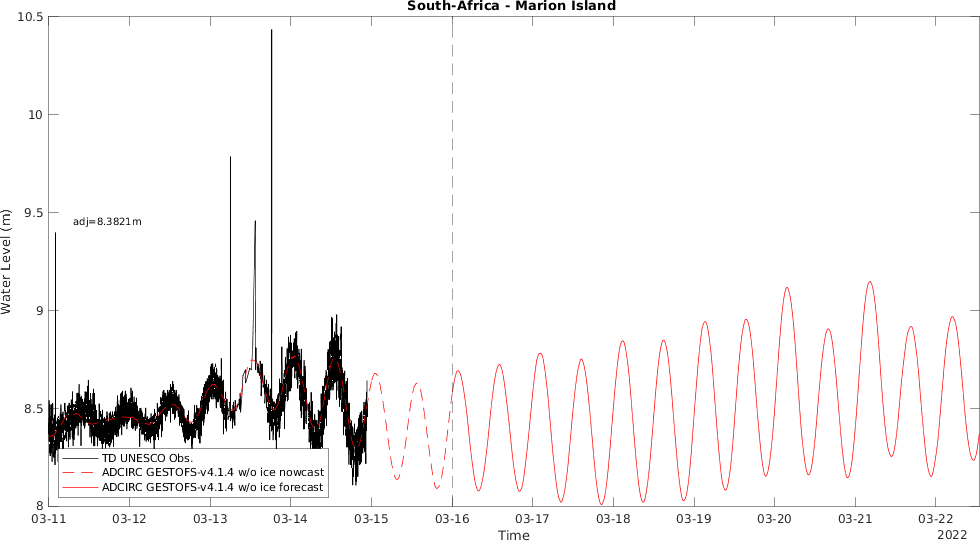 South-Africa - Marion Island
Water Level (m)
10.5
10
9.5
9
8.5
8
adj=8.3821m
TD UNESCO Obs.
ADCIRC GESTOFS-v4.1.4 w/o ice nowcast
ADCIRC GESTOFS-v4.1.4 w/o ice forecast
03-11 03-12 03-13 03-14 03-15 03-16 03-17 03-18 03-19 03-20 03-21 03-22
Time
2022